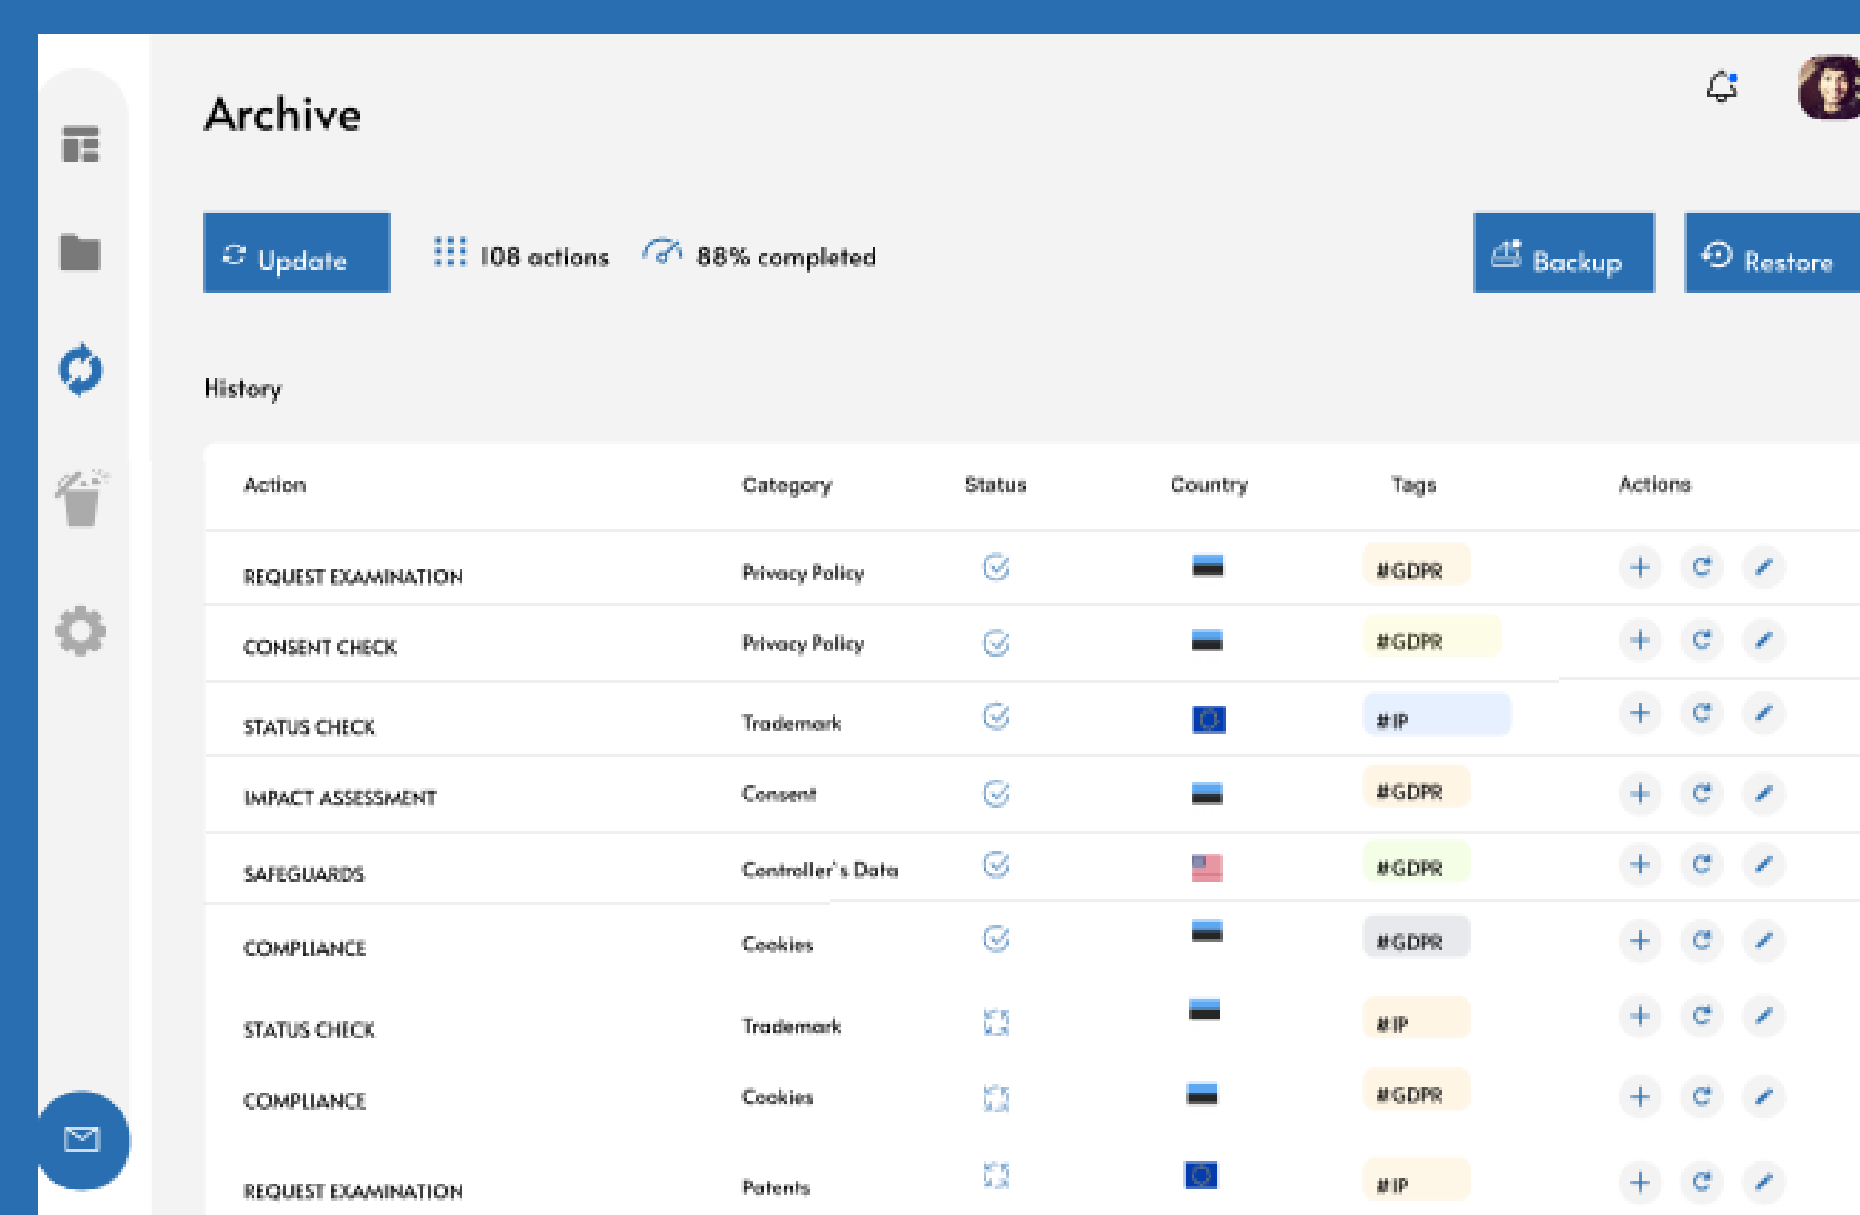 Archive
Update 108 actions 88% completed Backup Restore
History
Action Category Status Country Tags Actions
REQUEST EXAMINATION Privacy Policy #GDPR
CONSENT CHECK Privacy Policy #GDPR
STATUS CHECK Trademark #IP
IMPACT ASSESSMENT Consent #GDPR
SAFEGUARDS Controller's Data #GDPR
COMPLIANCE Cookies #GDPR
STATUS CHECK Trademark #IP
COMPLIANCE Cookies #GDPR
REQUEST EXAMINATION Patents #IP